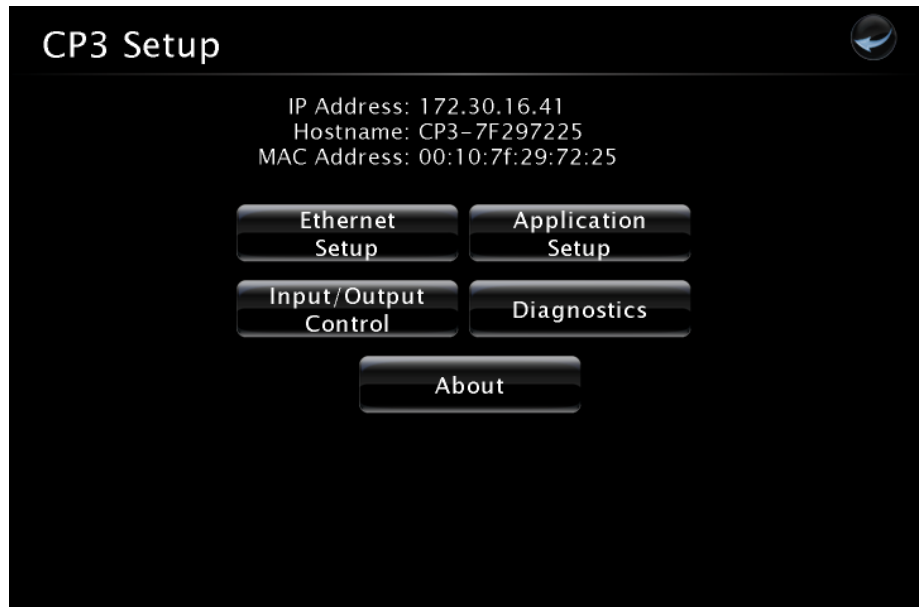 CP3 Setup
IP Address: 172.30.16.41
Hostname: CP3-7F297225
MAC Address: 00:10:7f:29:72:25
Ethernet
Setup
Application
Setup
Input/Output
Control
Diagnostics
About